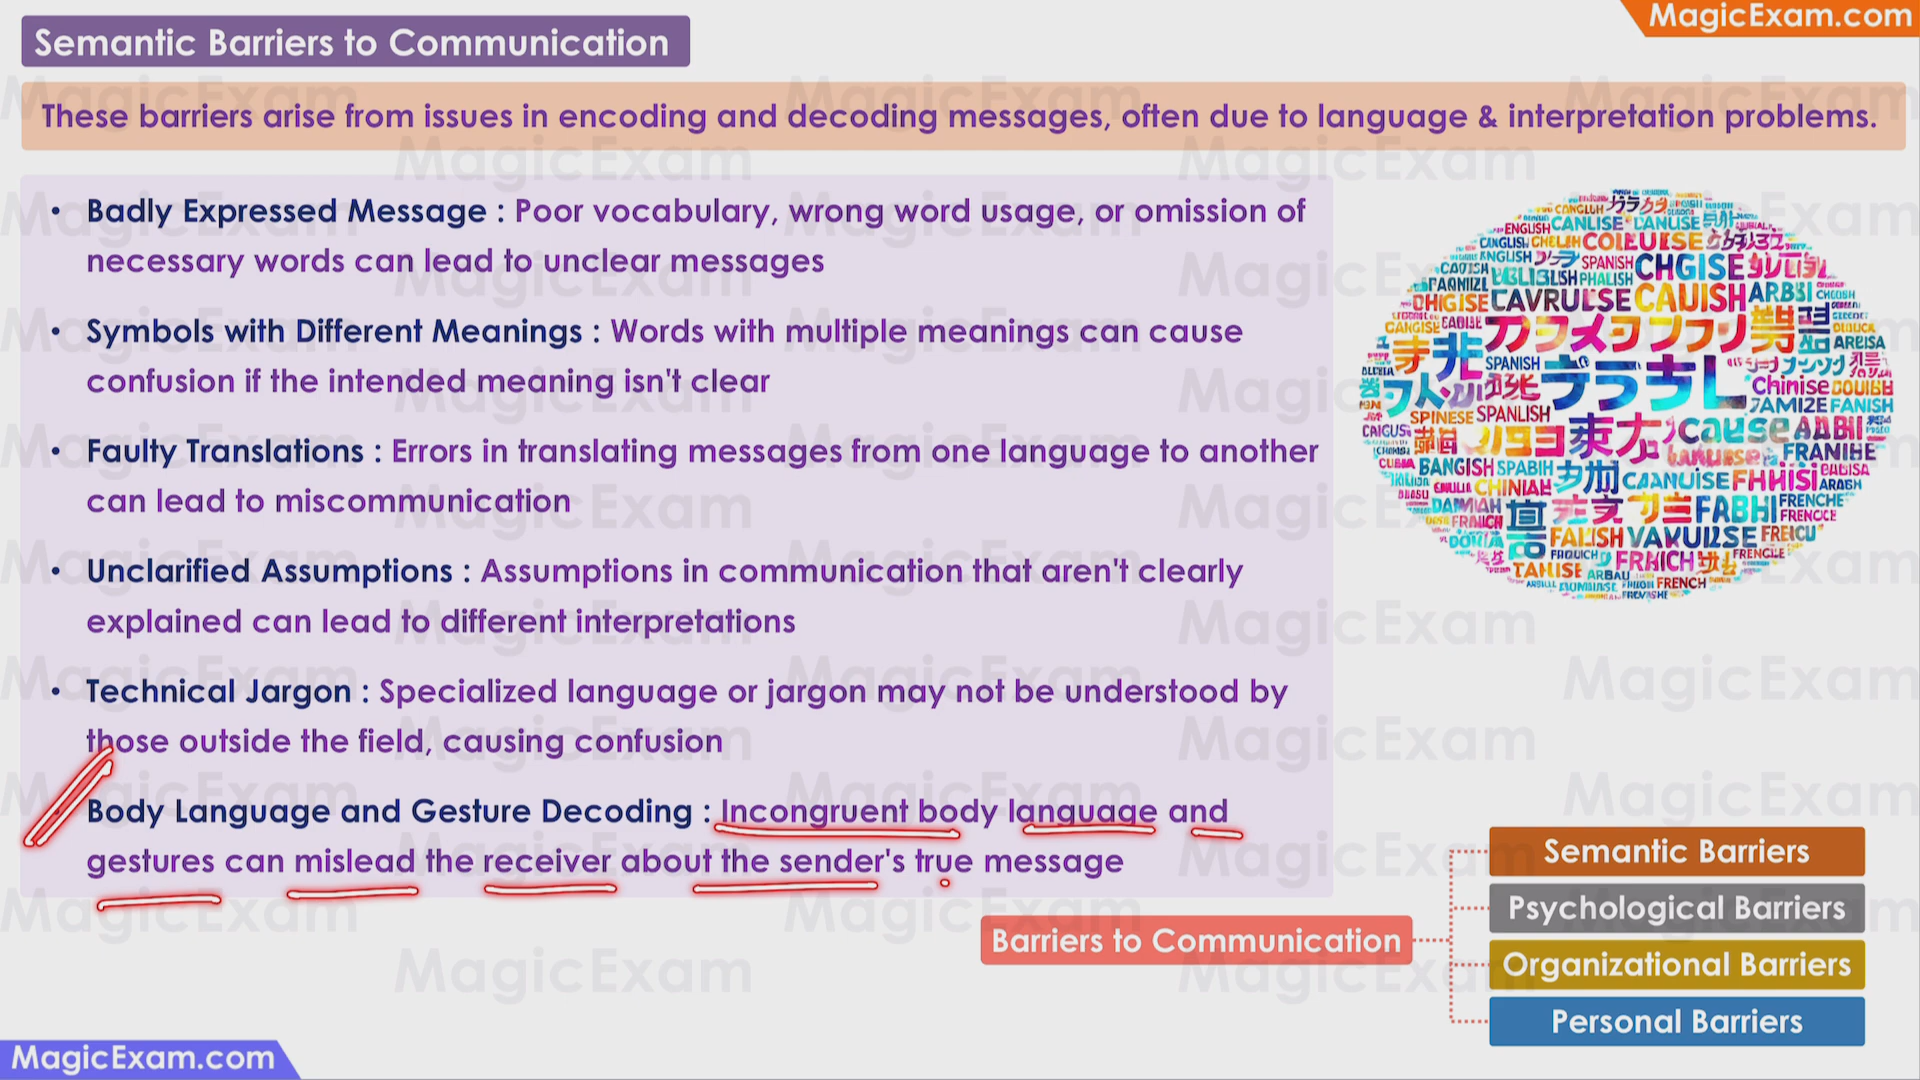 MagicExam.com
Semantic Barriers to Communication
These barriers arise from issues in encoding and decoding messages, often due to language & interpretation problems.
• Badly Expressed Message : Poor vocabulary, wrong word usage, or omission of
necessary words can lead to unclear messages
• Symbols with Different Meanings : Words with multiple meanings can cause
confusion if the intended meaning isn't clear
• Faulty Translations : Errors in translating messages from one language to another
can lead to miscommunication
• Unclarified Assumptions : Assumptions in communication that aren't clearly
explained can lead to different interpretations
• Technical Jargon : Specialized language or jargon may not be understood by
those outside the field, causing confusion
Body Language and Gesture Decoding : Incongruent body language and
gestures can mislead the receiver about the sender's true message
Barriers to Communication
Semantic Barriers
Psychological Barriers
Organizational Barriers
Personal Barriers
MagicExam.com